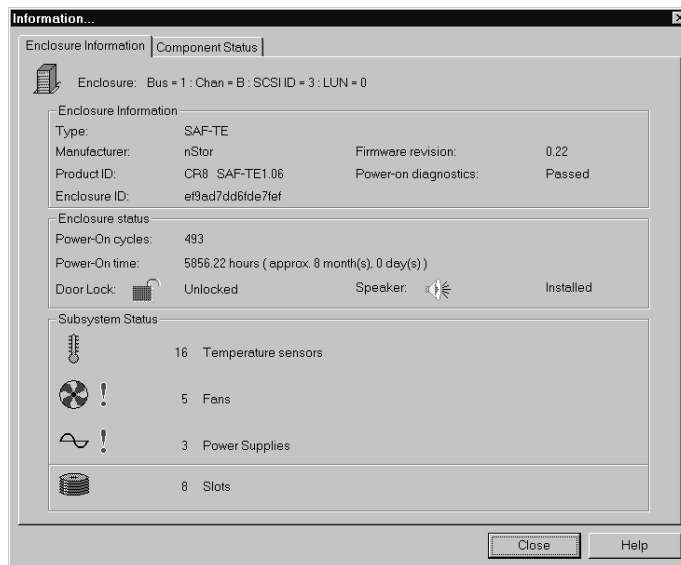 Information...
Enclosure Information Component Status
Enclosure: Bus = 1 : Chan = B : SCSI ID = 3 : LUN = 0
Enclosure Information
Type: SAF-TE
Manufacturer: nStor Firmware revision: 0.22
Product ID: CR8 SAF-TE1.06 Power-on diagnostics: Passed
Enclosure ID: ef9ad7dd6fde7fef
Enclosure status
Power-On cycles: 493
Power-On time: 5856.22 hours ( approx. 8 month(s), 0 day(s) )
Door Lock: Unlocked Speaker: Installed
Subsystem Status
16 Temperature sensors
5 Fans
3 Power Supplies
8 Slots
Close Help